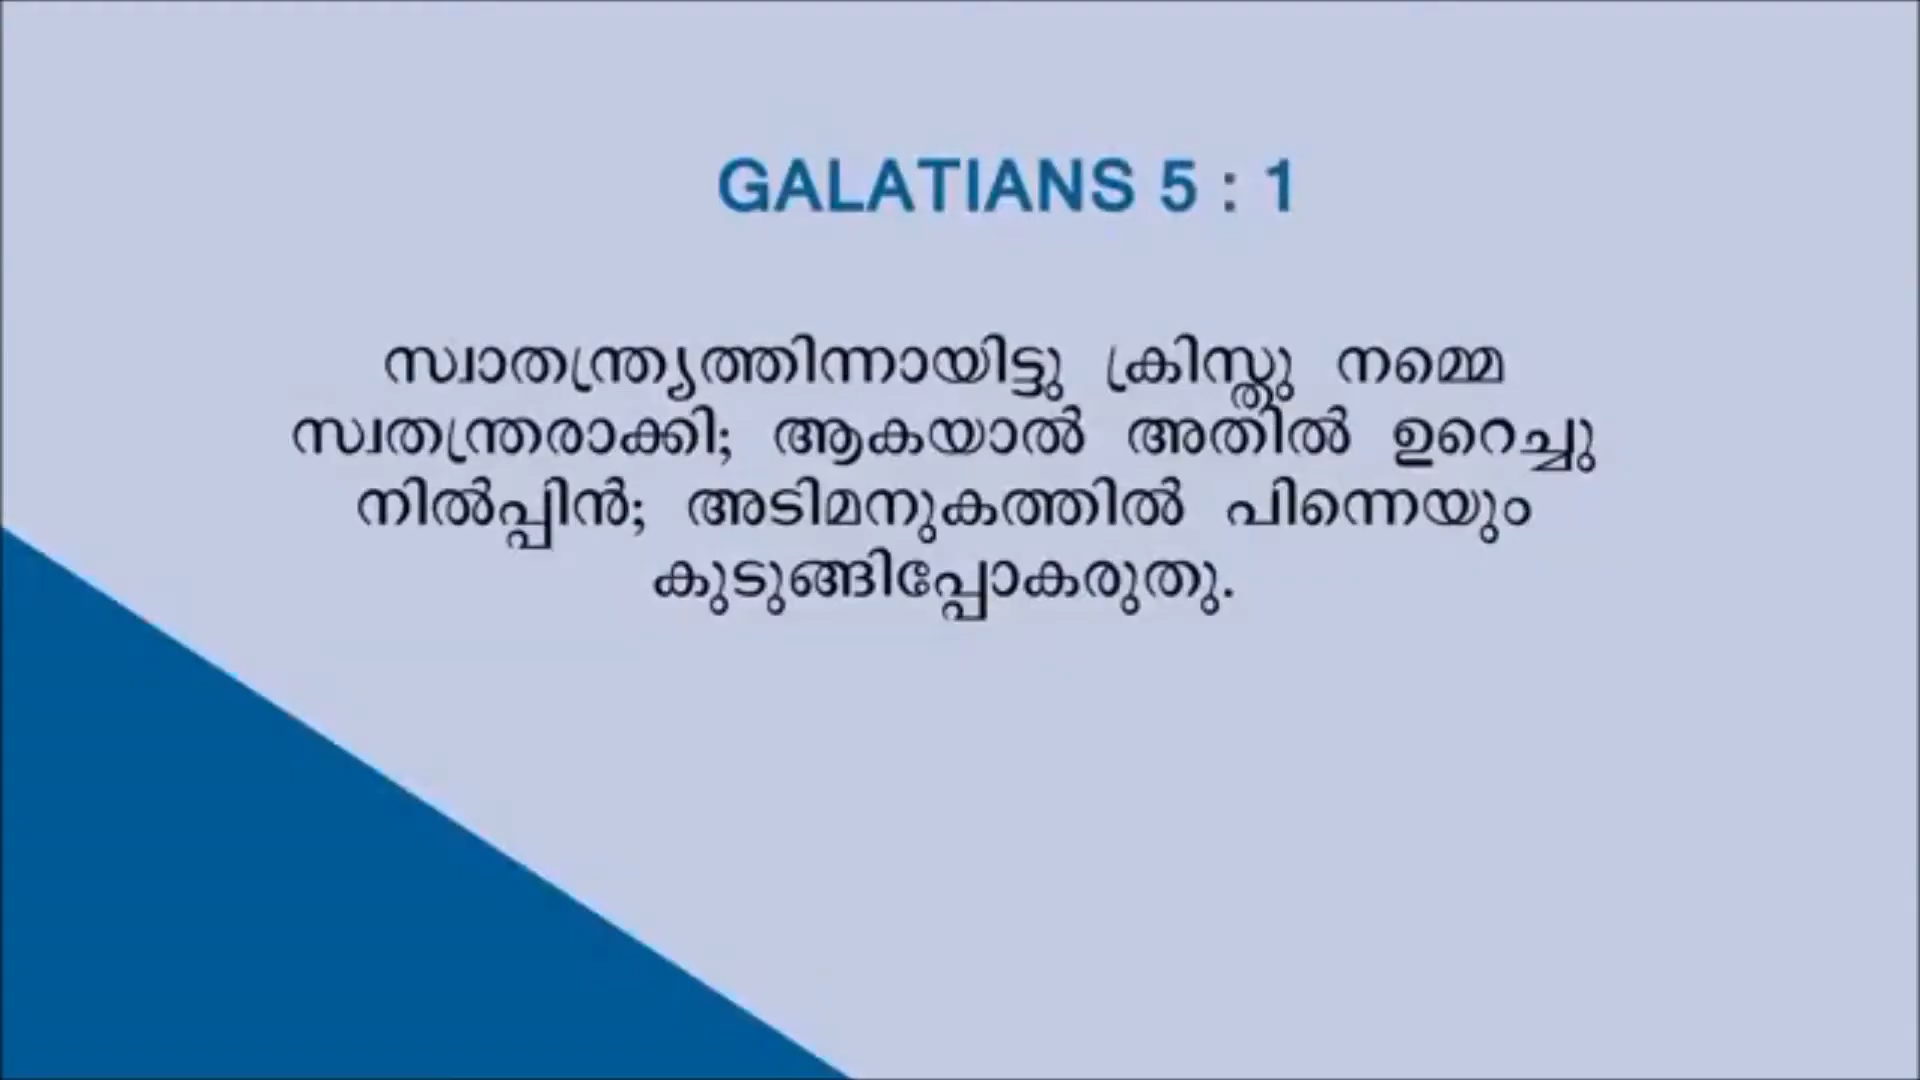 GALATIANS 5 : 1
സ്വാതന്ത്ര്യത്തിന്നായിട്ടു ക്രിസ്തു നമ്മെ
സ്വതന്ത്രരാക്കി; ആകയാൽ അതിൽ ഉറെച്ചു
നിൽപ്പിൻ; അടിമനുകത്തിൽ പിന്നെയും
കുടുങ്ങിപ്പോകരുതു.